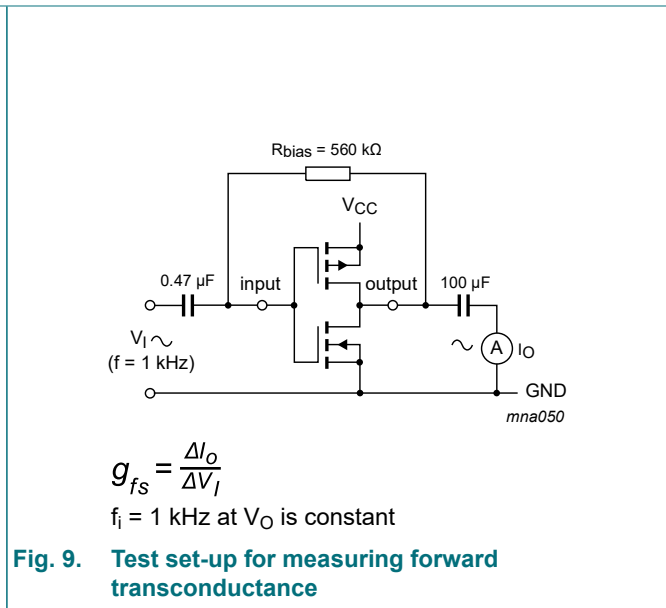 Rbias = 560 kΩ
VCC
0.47 µF
input
output
100 µF
VI ~
(f = 1 kHz)
~ A IO
GND
mna050
gfs = ΔIo / ΔVI
fi = 1 kHz at VO is constant
Fig. 9. Test set-up for measuring forward
transconductance